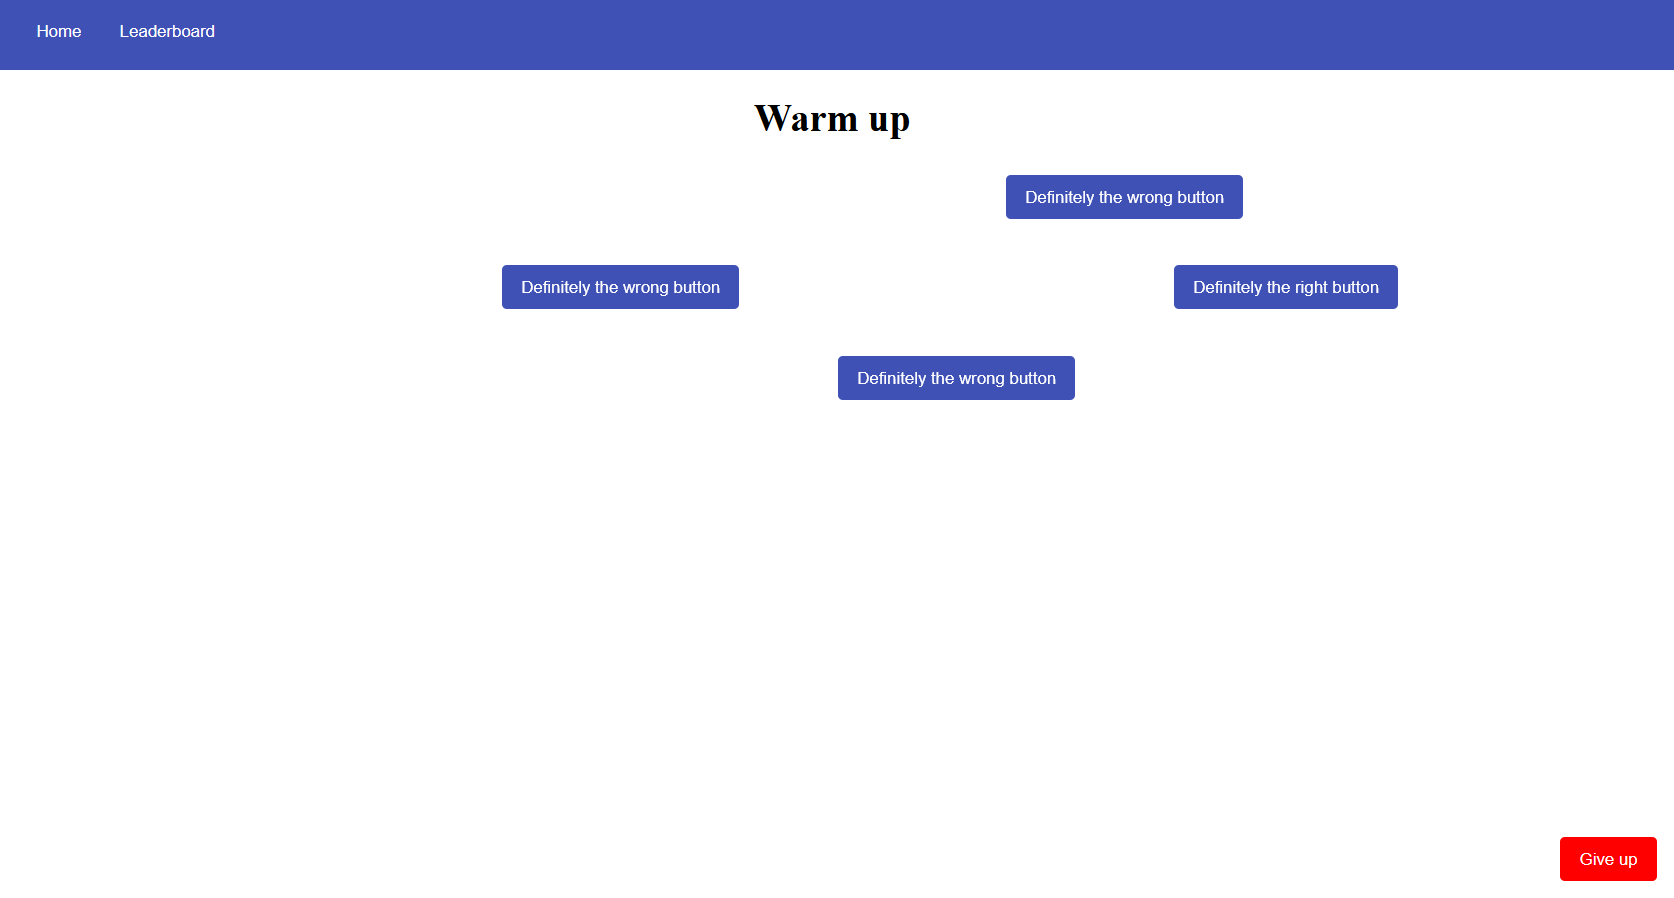 Home
Leaderboard
Warm up
Definitely the wrong button
Definitely the wrong button
Definitely the right button
Definitely the wrong button
Give up